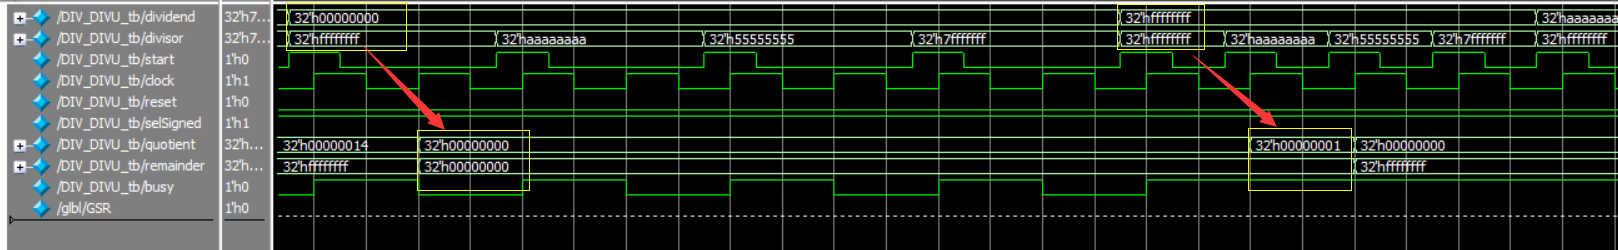 /DIV_DIVU_tb/dividend 32'h7... 32'h00000000 32'hffffffff 32'haaaaaaaa
/DIV_DIVU_tb/divisor 32'h7... 32'hffffffff 32'haaaaaaaa 32'h55555555 32'h7fffffff 32'hffffffff 32'haaaaaaaa 32'h55555555 32'h7fffffff 32'hffffffff
/DIV_DIVU_tb/start 1'h0
/DIV_DIVU_tb/clock 1'h1
/DIV_DIVU_tb/reset 1'h0
/DIV_DIVU_tb/selSigned 1'h1
/DIV_DIVU_tb/quotient 32'h... 32'h00000014 32'h00000000 32'h00000001 32'h00000000
/DIV_DIVU_tb/remainder 32'h... 32'hffffffff 32'h00000000 32'hffffffff
/DIV_DIVU_tb/busy 1'h0
/glbl/GSR 1'h0